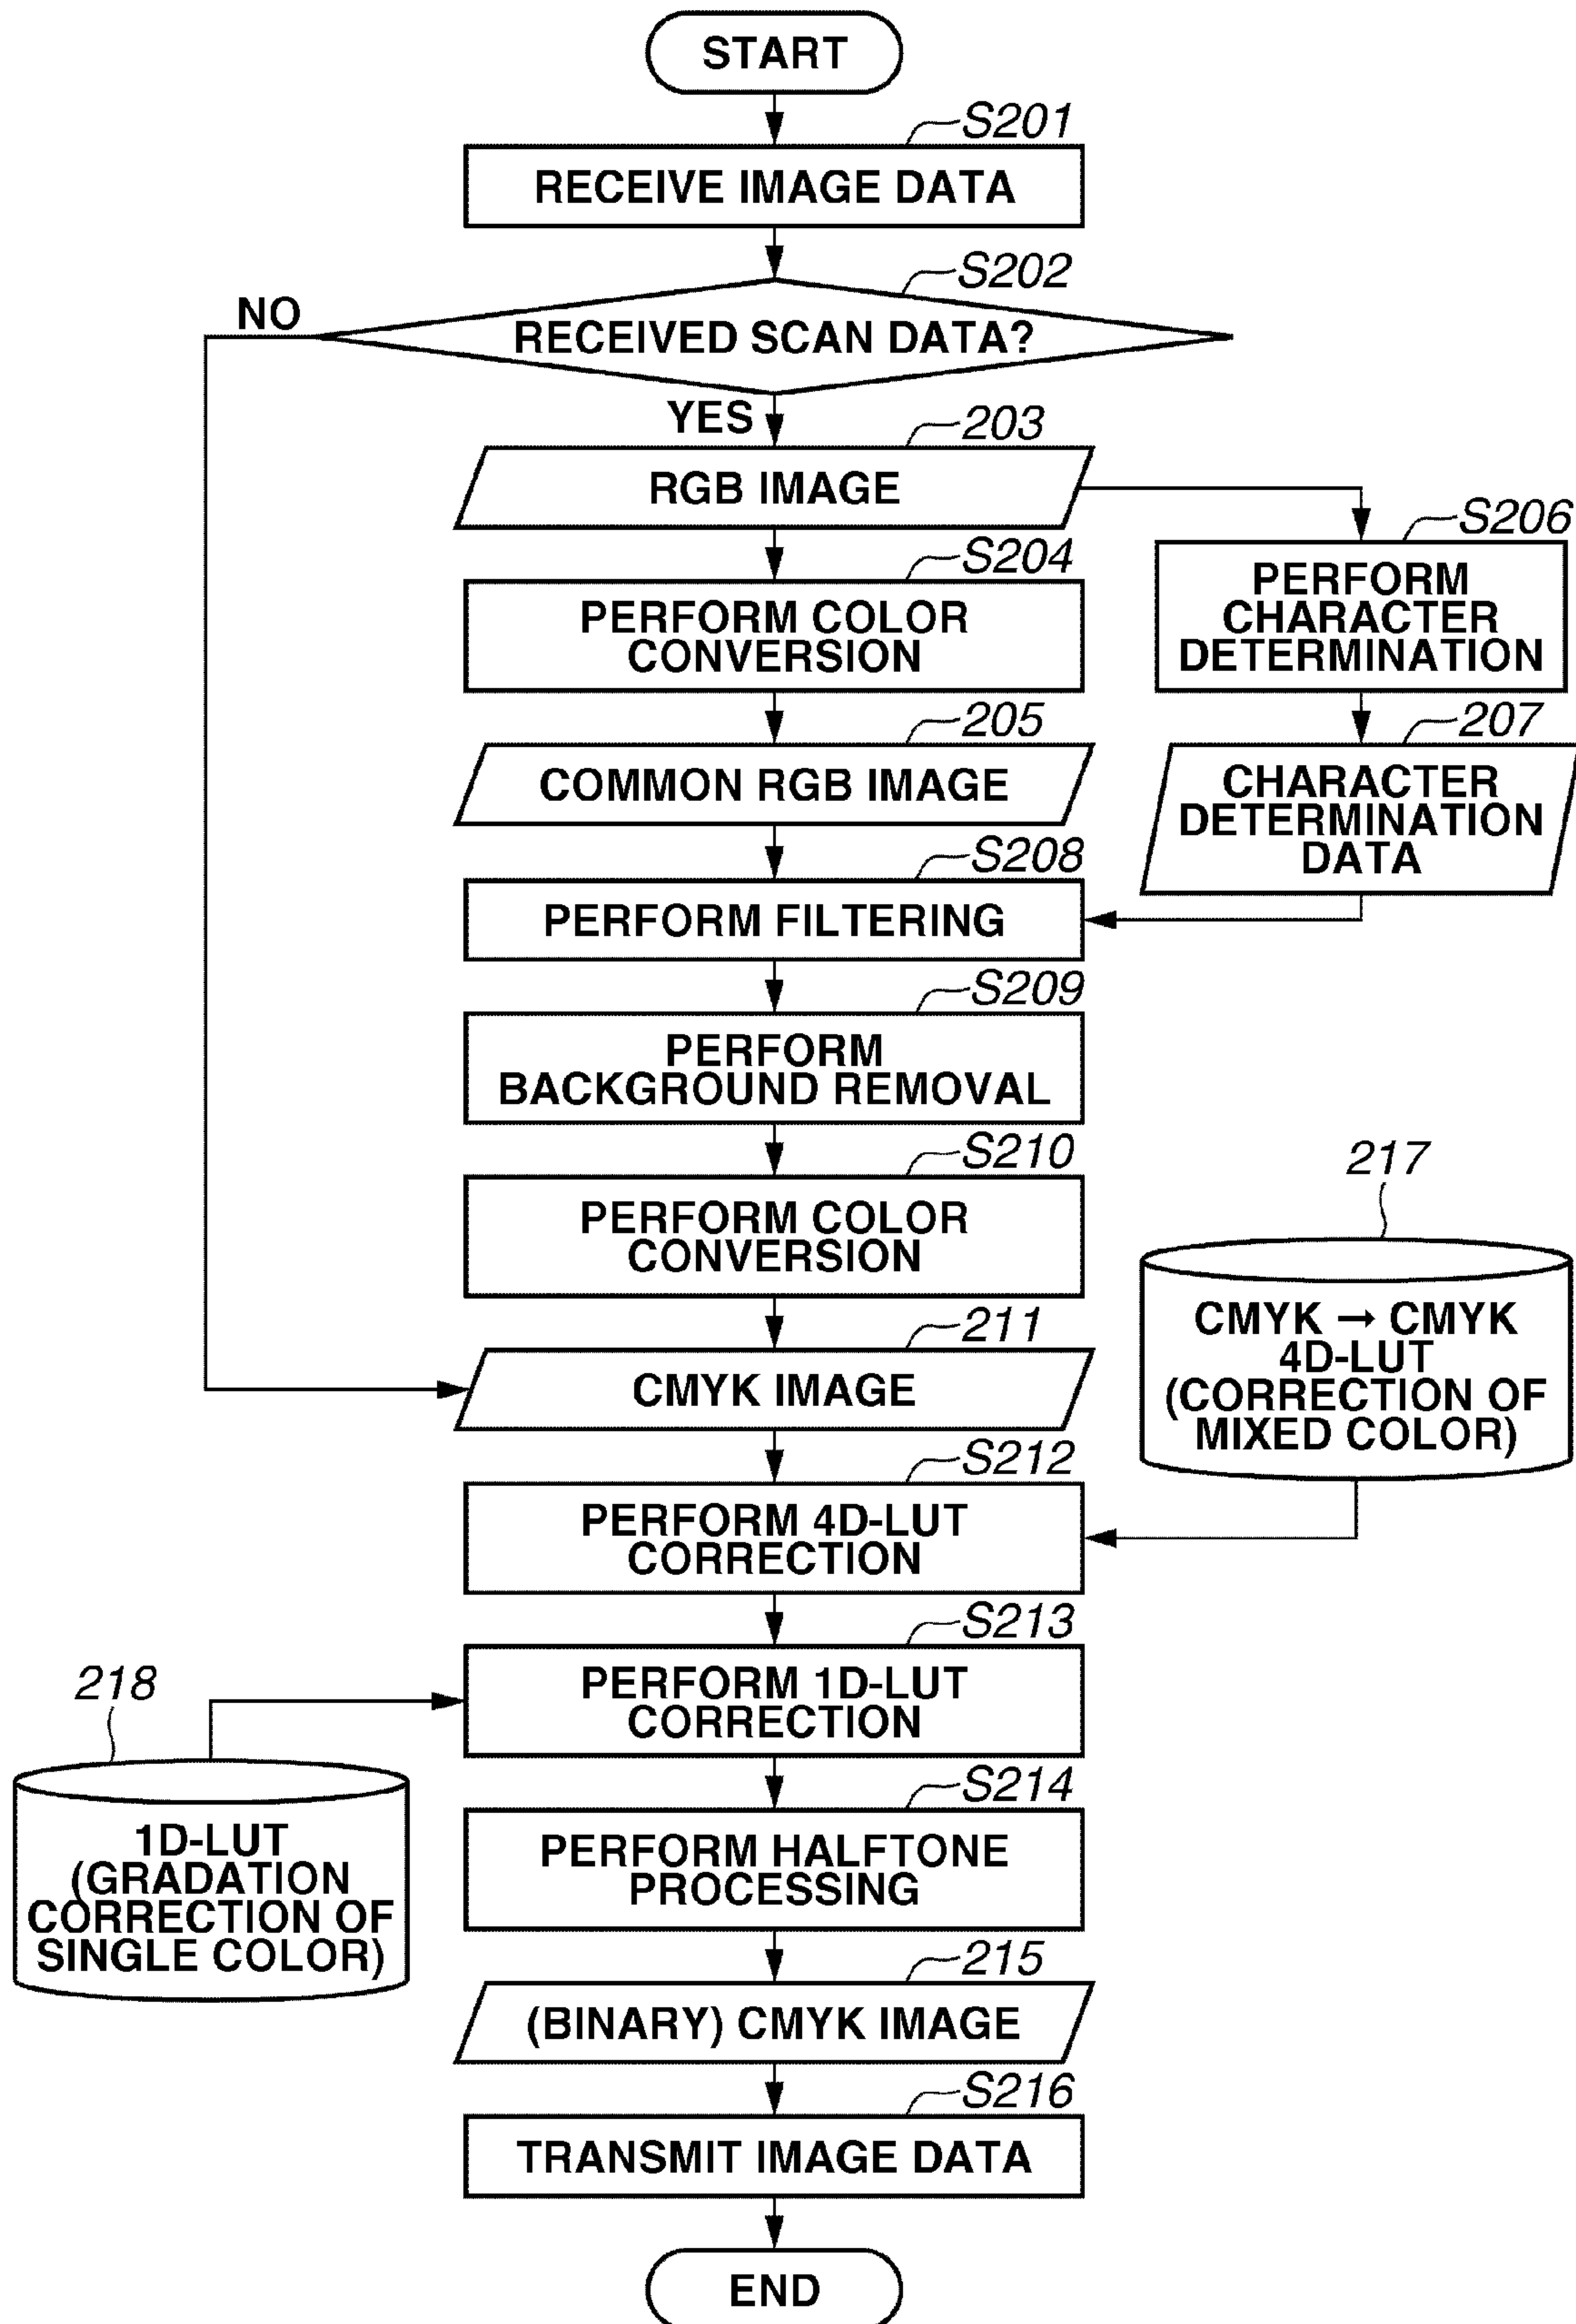 START
S201
RECEIVE IMAGE DATA
S202
RECEIVED SCAN DATA?
NO
YES
203
RGB IMAGE
S204
PERFORM COLOR
CONVERSION
S206
PERFORM
CHARACTER
DETERMINATION
205
COMMON RGB IMAGE
207
CHARACTER
DETERMINATION
DATA
S208
PERFORM FILTERING
S209
PERFORM
BACKGROUND REMOVAL
S210
PERFORM COLOR
CONVERSION
217
CMYK → CMYK
4D-LUT
(CORRECTION OF
MIXED COLOR)
211
CMYK IMAGE
S212
PERFORM 4D-LUT
CORRECTION
S213
PERFORM 1D-LUT
CORRECTION
218
1D-LUT
(GRADATION
CORRECTION OF
SINGLE COLOR)
S214
PERFORM HALFTONE
PROCESSING
215
(BINARY) CMYK IMAGE
S216
TRANSMIT IMAGE DATA
END